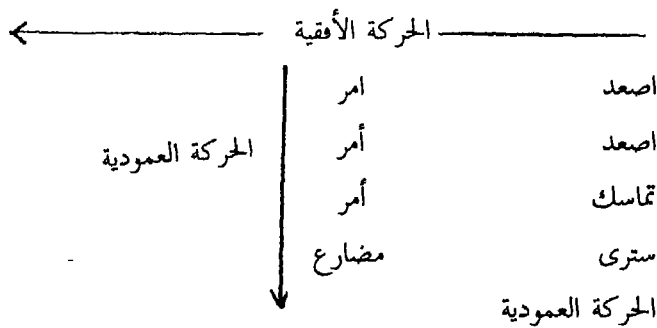 الحركة الأفقية
اصعد امر
اصعد أمر
الحركة العمودية
تماسك أمر
سترى مضارع
الحركة العمودية